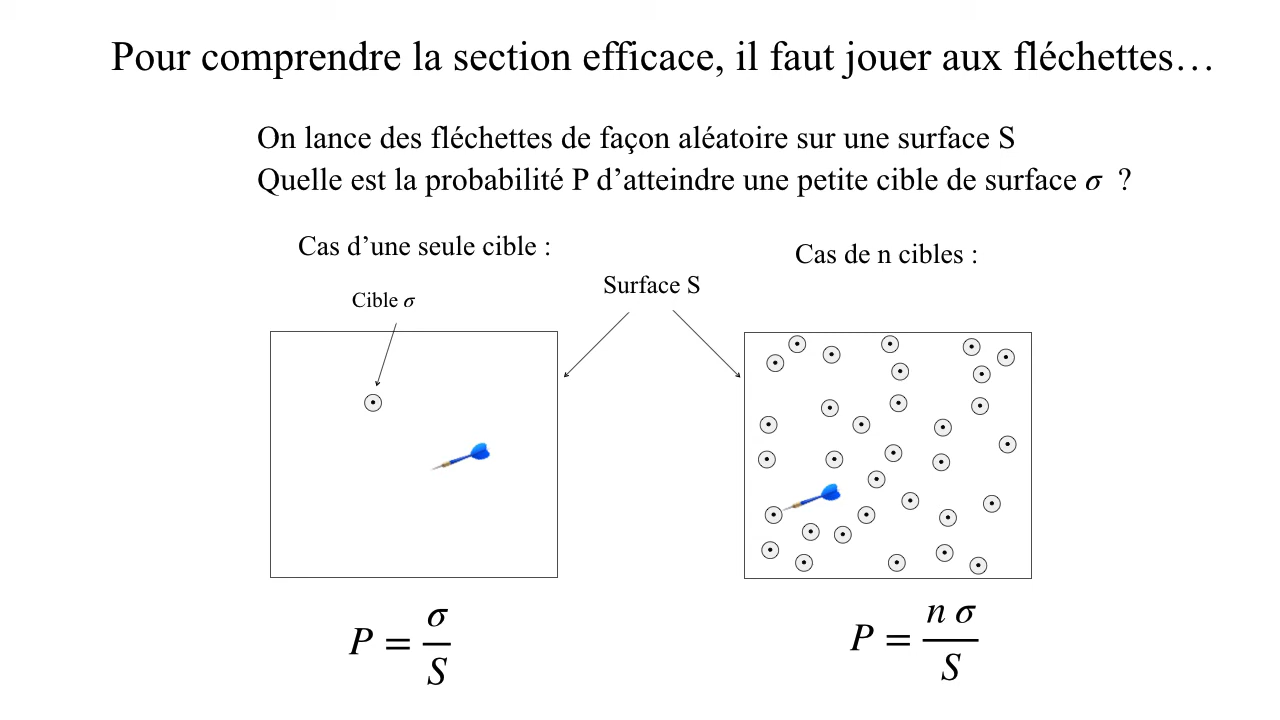 Pour comprendre la section efficace, il faut jouer aux fléchettes…
On lance des fléchettes de façon aléatoire sur une surface S
Quelle est la probabilité P d’atteindre une petite cible de surface σ ?
Cas d’une seule cible :
Cas de n cibles :
Surface S
Cible σ
P = σ / S
P = n σ / S